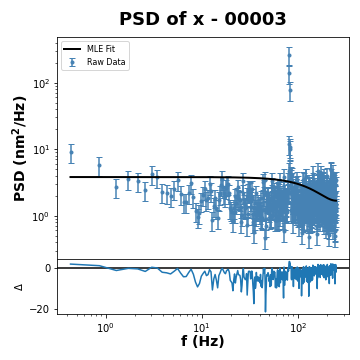 PSD of x - 00003
MLE Fit
Raw Data
PSD (nm²/Hz)
10²
10¹
10⁰
Δ
0
−20
10⁰
10¹
10²
f (Hz)